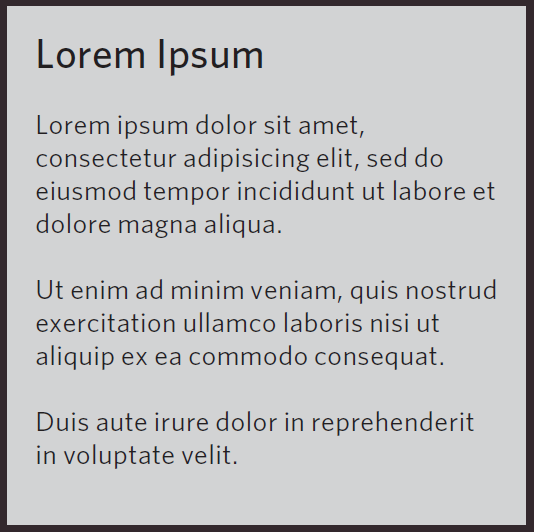 Lorem Ipsum
Lorem ipsum dolor sit amet,
consectetur adipisicing elit, sed do
eiusmod tempor incididunt ut labore et
dolore magna aliqua.
Ut enim ad minim veniam, quis nostrud
exercitation ullamco laboris nisi ut
aliquip ex ea commodo consequat.
Duis aute irure dolor in reprehenderit
in voluptate velit.